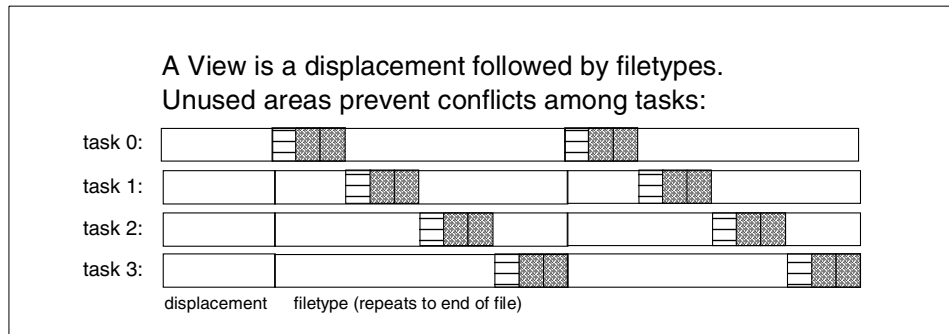 A View is a displacement followed by filetypes.
Unused areas prevent conflicts among tasks:
task 0:
task 1:
task 2:
task 3:
displacement filetype (repeats to end of file)